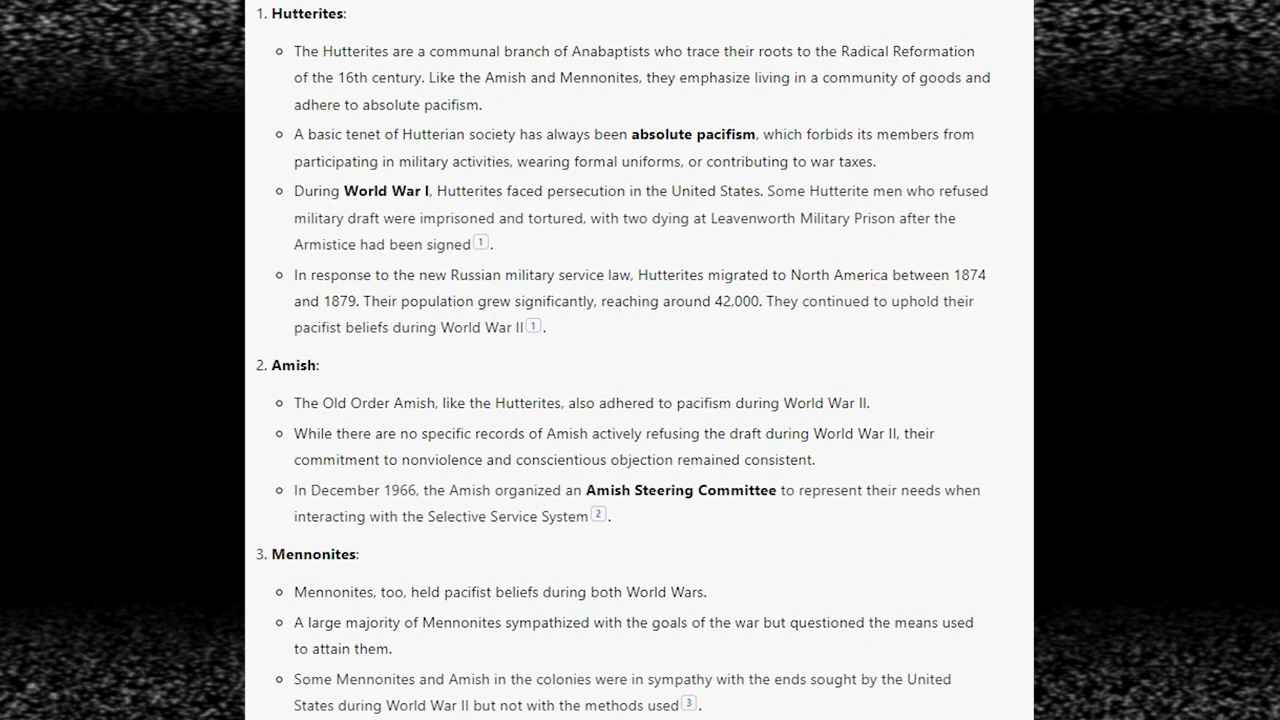 1. Hutterites:
○ The Hutterites are a communal branch of Anabaptists who trace their roots to the Radical Reformation
of the 16th century. Like the Amish and Mennonites, they emphasize living in a community of goods and
adhere to absolute pacifism.
○ A basic tenet of Hutterian society has always been absolute pacifism, which forbids its members from
participating in military activities, wearing formal uniforms, or contributing to war taxes.
○ During World War I, Hutterites faced persecution in the United States. Some Hutterite men who refused
military draft were imprisoned and tortured, with two dying at Leavenworth Military Prison after the
Armistice had been signed 1 .
○ In response to the new Russian military service law, Hutterites migrated to North America between 1874
and 1879. Their population grew significantly, reaching around 42,000. They continued to uphold their
pacifist beliefs during World War II 1 .
2. Amish:
○ The Old Order Amish, like the Hutterites, also adhered to pacifism during World War II.
○ While there are no specific records of Amish actively refusing the draft during World War II, their
commitment to nonviolence and conscientious objection remained consistent.
○ In December 1966, the Amish organized an Amish Steering Committee to represent their needs when
interacting with the Selective Service System 2 .
3. Mennonites:
○ Mennonites, too, held pacifist beliefs during both World Wars.
○ A large majority of Mennonites sympathized with the goals of the war but questioned the means used
to attain them.
○ Some Mennonites and Amish in the colonies were in sympathy with the ends sought by the United
States during World War II but not with the methods used 3 .